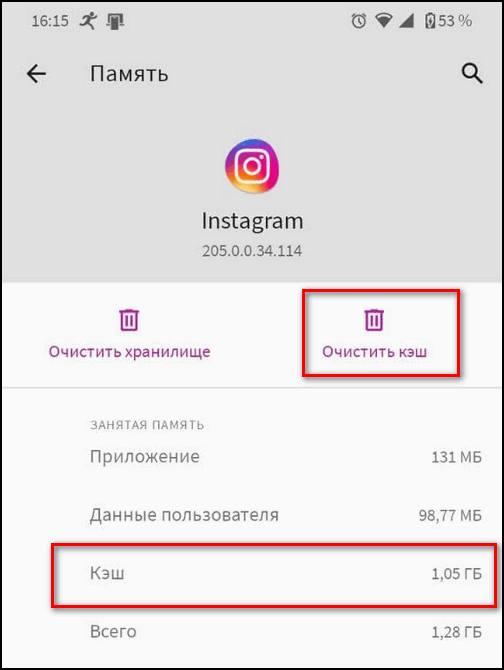 16:15 53 %
Память
Instagram
205.0.0.34.114
Очистить хранилище Очистить кэш
ЗАНЯТАЯ ПАМЯТЬ
Приложение 131 МБ
Данные пользователя 98,77 МБ
Кэш 1,05 ГБ
Всего 1,28 ГБ